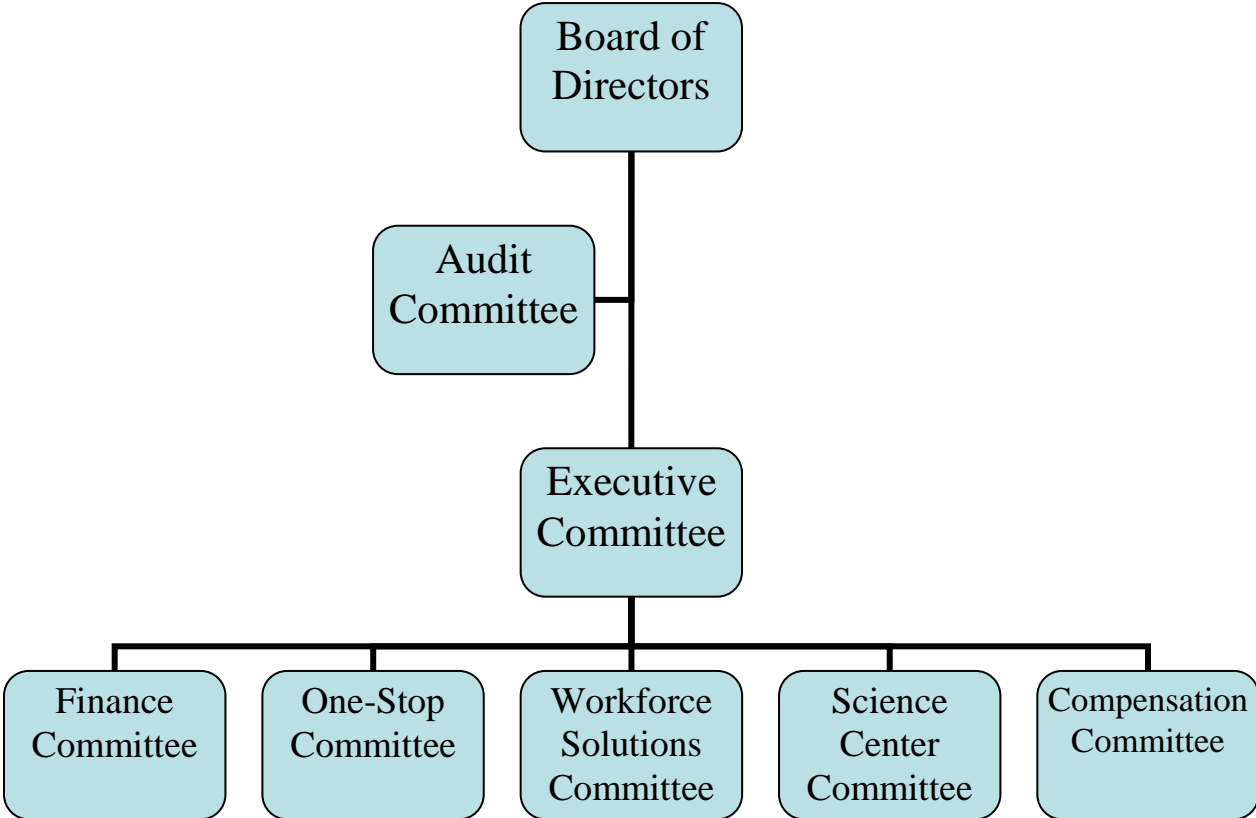 Board of
Directors
Audit
Committee
Executive
Committee
Finance
Committee
One-Stop
Committee
Workforce
Solutions
Committee
Science
Center
Committee
Compensation
Committee